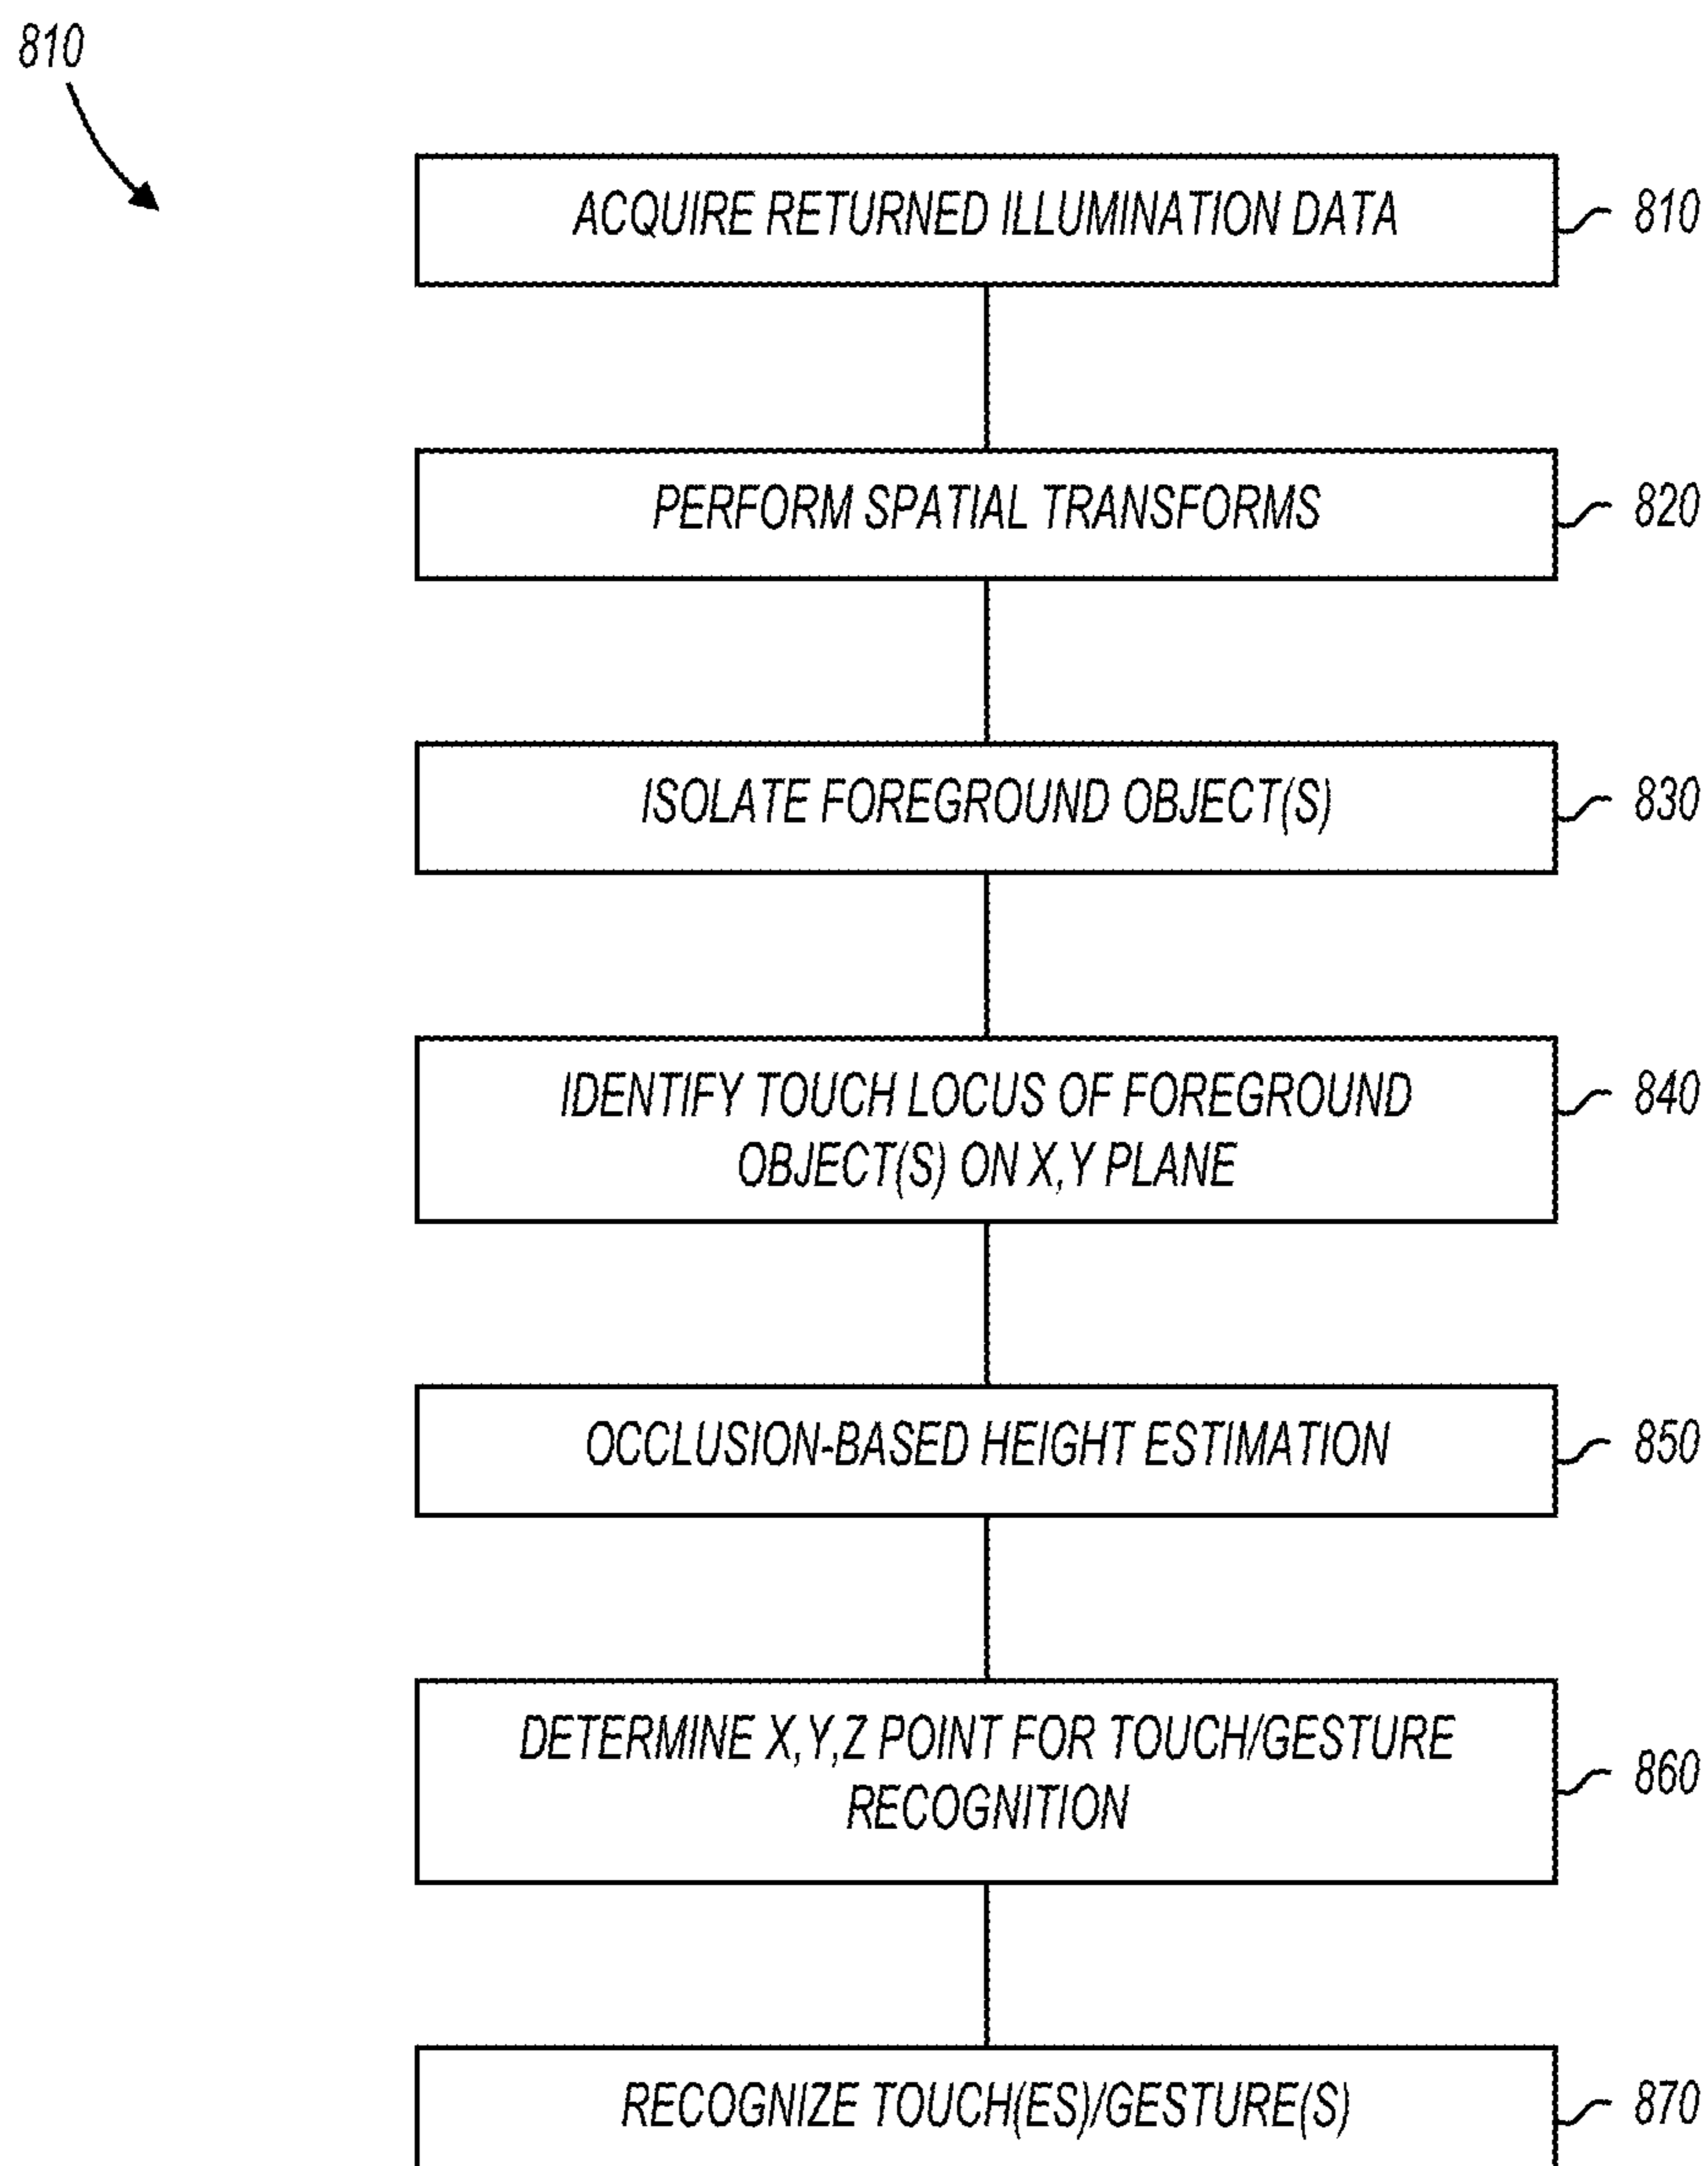 810
ACQUIRE RETURNED ILLUMINATION DATA
810
PERFORM SPATIAL TRANSFORMS
820
ISOLATE FOREGROUND OBJECT(S)
830
IDENTIFY TOUCH LOCUS OF FOREGROUND
OBJECT(S) ON X,Y PLANE
840
OCCLUSION-BASED HEIGHT ESTIMATION
850
DETERMINE X,Y,Z POINT FOR TOUCH/GESTURE
RECOGNITION
860
RECOGNIZE TOUCH(ES)/GESTURE(S)
870